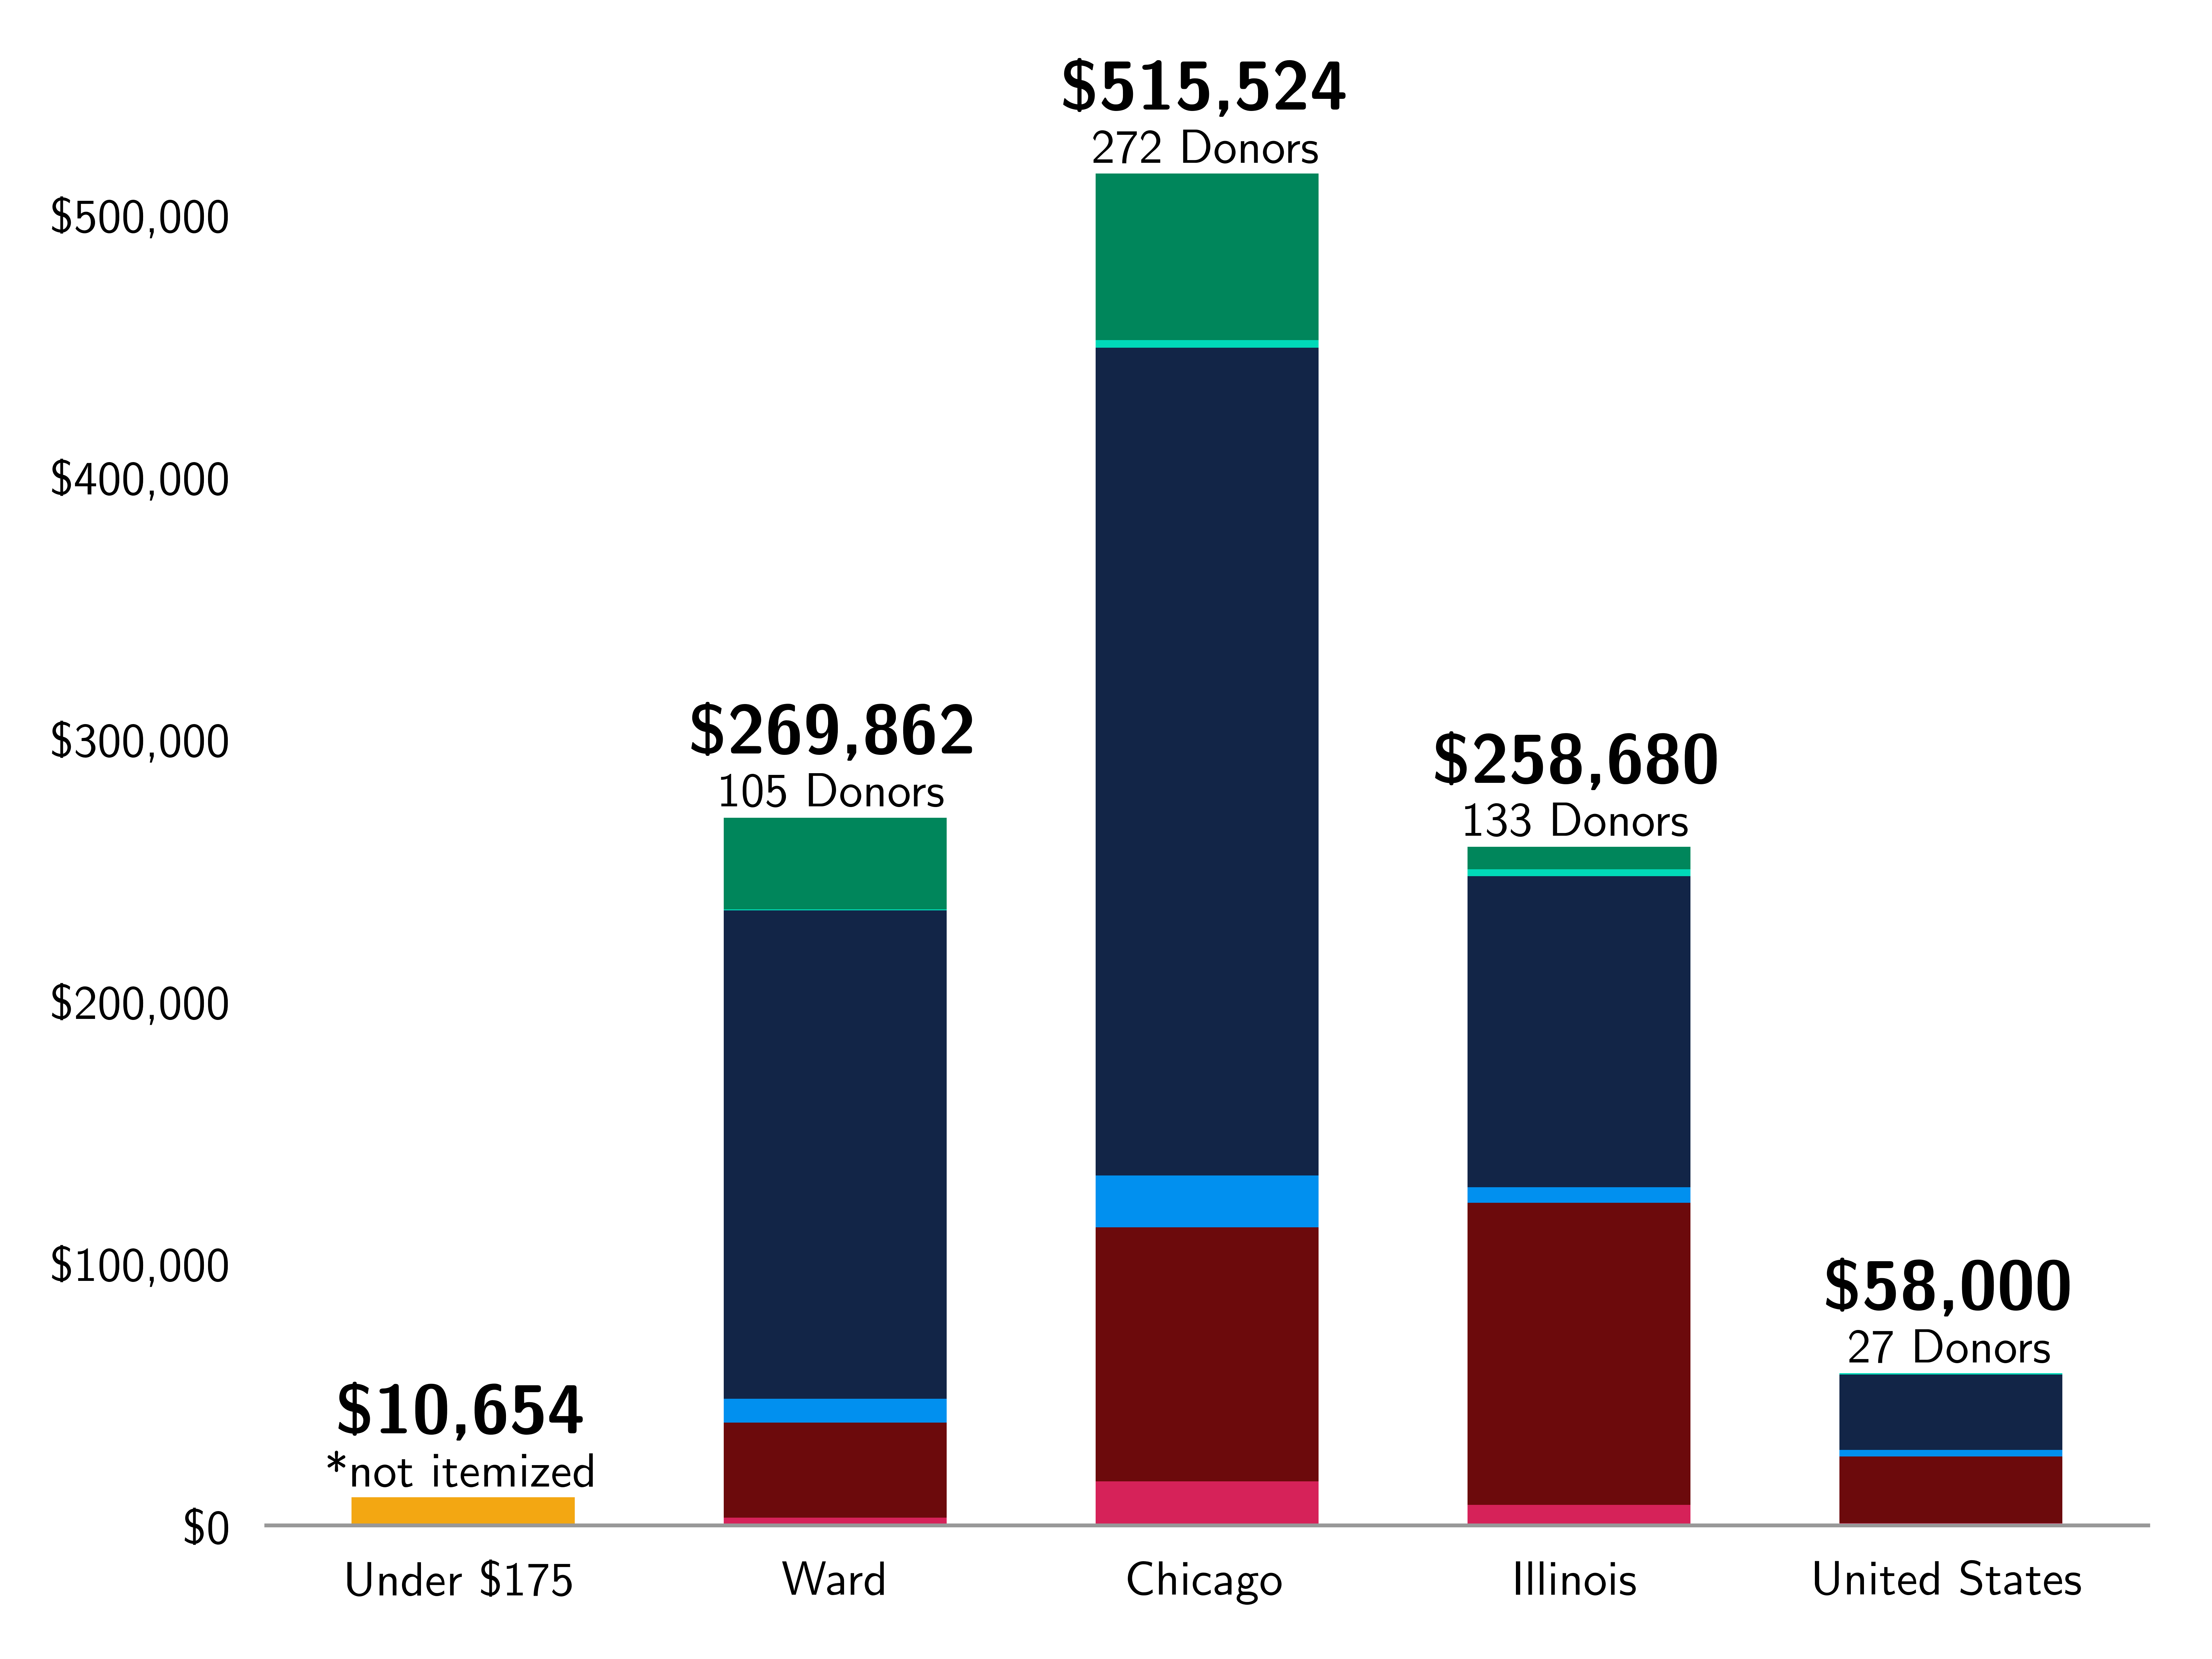 $515,524
272 Donors
$500,000
$400,000
$300,000
$269,862
105 Donors
$258,680
133 Donors
$200,000
$100,000
$58,000
27 Donors
$10,654
*not itemized
$0
Under $175
Ward
Chicago
Illinois
United States